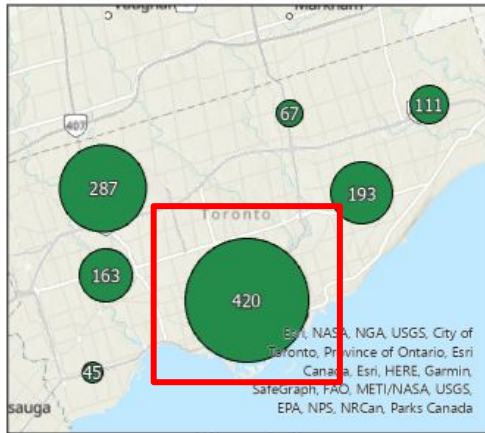 Markham
111
67
407
287
193
Toronto
163
420
45
Esri, NASA, NGA, USGS, City of
Toronto, Province of Ontario, Esri
Canada, Esri, HERE, Garmin,
SafeGraph, FAO, METI/NASA, USGS,
sauga
EPA, NPS, NRCan, Parks Canada